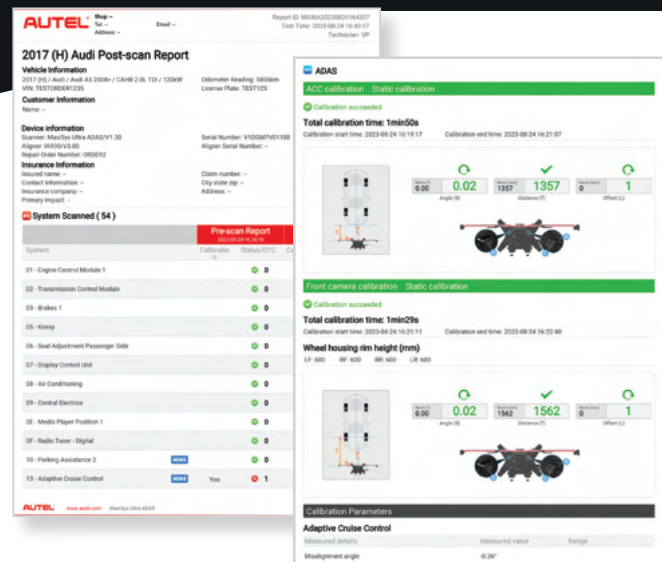 AUTEL
Shop: --
Tel: --
Address: --
Email: --
Report ID: MARIA20230824164307
Test Time: 2023-08-24 16:43:07
Technician: VP
2017 (H) Audi Post-scan Report
Vehicle Information
2017 (H) / Audi / Audi A5 2008> / CAHB 2.0L TDI / 120kW
Odometer Reading: 5855km
VIN: TESTORDER1235
License Plate: TEST123
Customer Information
Name: --
Device information
Scanner: MaxiSys Ultra ADAS/V1.30
Serial Number: V1DGM7V01100
Aligner: IA900/V3.00
Aligner Serial Number: --
Repair Order Number: ORDER2
Insurance Information
Insured name: --
Claim number: --
Contact Information: --
City state zip: --
Insurance company: --
Address: --
Primary impact: --
System Scanned ( 54 )
Pre-scan Report
2023-08-24 16:38:16
System
Calibratio
n
Status/DTC
01 - Engine Control Module 1
0
02 - Transmission Control Module
0
03 - Brakes 1
0
05 - Kessy
0
06 - Seat Adjustment Passenger Side
0
07 - Display Control Unit
0
08 - Air Conditioning
0
09 - Central Electrics
0
0E - Media Player Position 1
0
0F - Radio Tuner - Digital
0
10 - Parking Assistance 2
ADAS
0
13 - Adaptive Cruise Control
ADAS
Yes
1
AUTEL
www.autel.com
MaxiSys Ultra ADAS
ADAS
ACC calibration Static calibration
Calibration succeeded
Total calibration time: 1min50s
Calibration start time: 2023-08-24 16:19:17
Calibration end time: 2023-08-24 16:21:07
0.00
0.02
1357
1357
0
1
Angle (B)
Distance (T)
Offset (L)
Front camera calibration Static calibration
Calibration succeeded
Total calibration time: 1min29s
Calibration start time: 2023-08-24 16:21:11
Calibration end time: 2023-08-24 16:22:40
Wheel housing rim height (mm)
LF: 600 RF: 600 RR: 600 LR: 600
0.00
0.02
1562
1562
0
1
Angle (B)
Distance (T)
Offset (L)
Calibration Parameters
Adaptive Cruise Control
Measured details
Measured value
Range
Misalignment angle
-0.26°